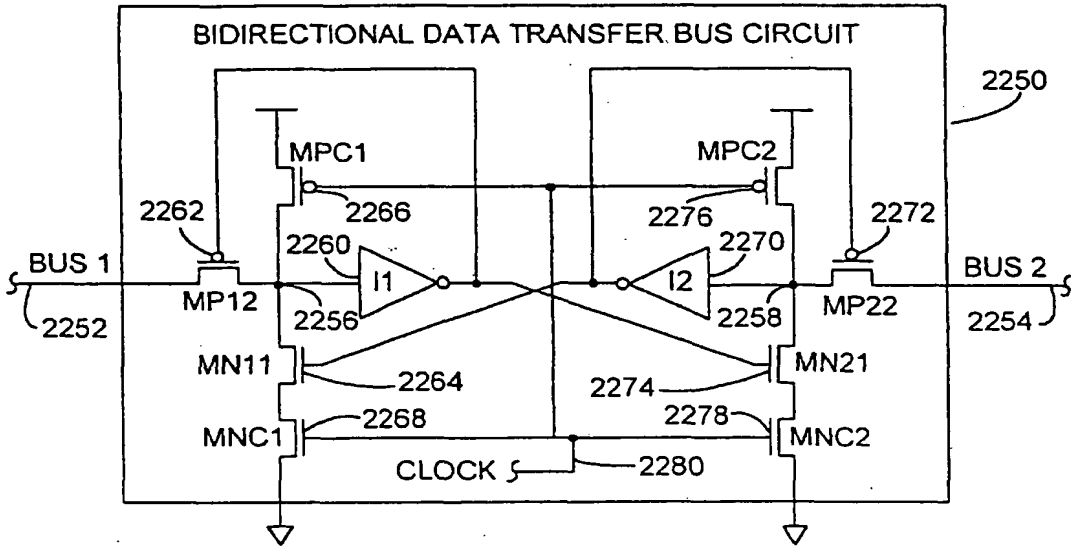 BIDIRECTIONAL DATA TRANSFER BUS CIRCUIT
2250
MPC1
MPC2
2262
2266
2276
2272
2260
2270
BUS 1
I1
I2
BUS 2
MP12
2256
2258
MP22
2252
2254
MN11
2264
2274
MN21
2268
2278
MNC1
MNC2
CLOCK
2280